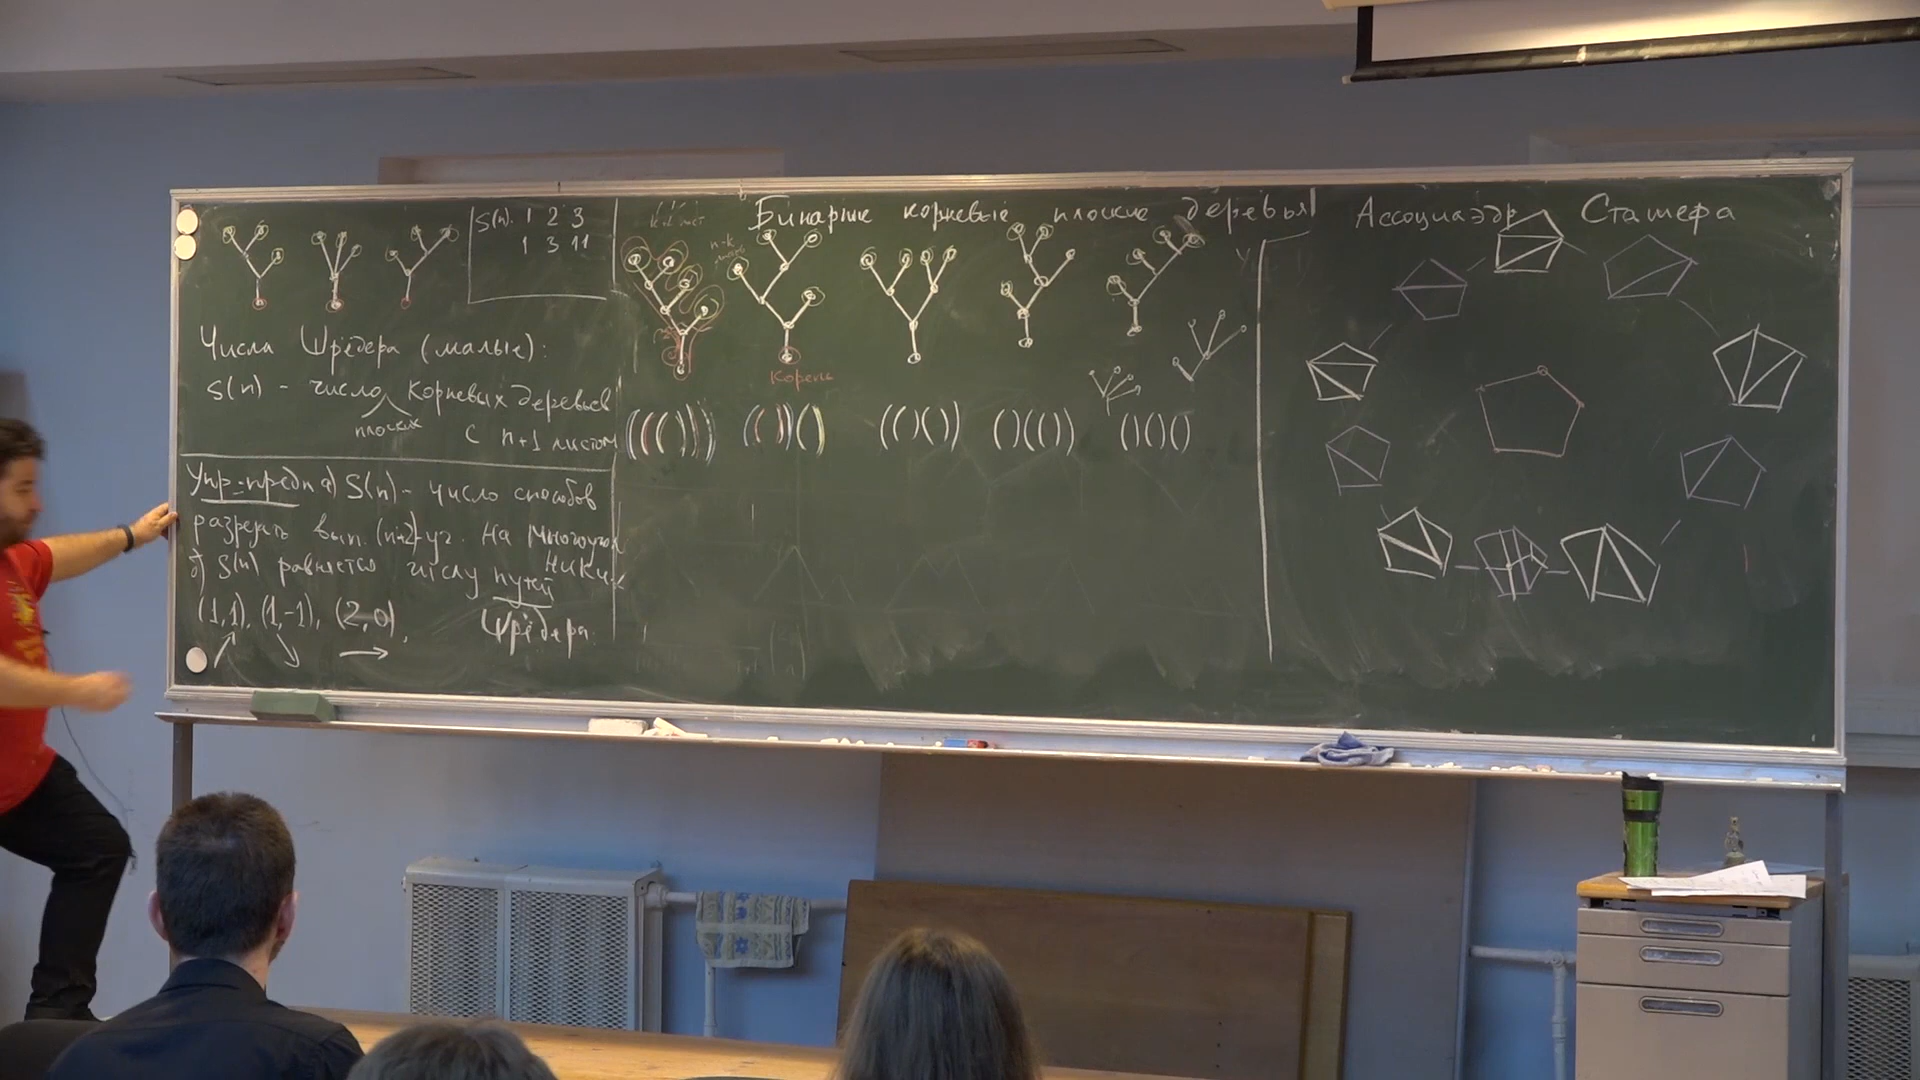 S(n). 1 2 3
1 3 11
Числа Шрёдера (малые):
S(n) - число корневых деревьев
плоских
с n+1 листом
Упр-предл а) S(n) - число способов
разрезать вып. (n+2)-уг. на многоуголь
ники
б) S(n) равняется числу путей
Шрёдера
(1,1), (1,-1), (2,0),
Бинарные корневые плоские деревья
n-k
Корень
(((()))) (())() (()()) ()(()) ()()()
Ассоциаэдр Сташефа